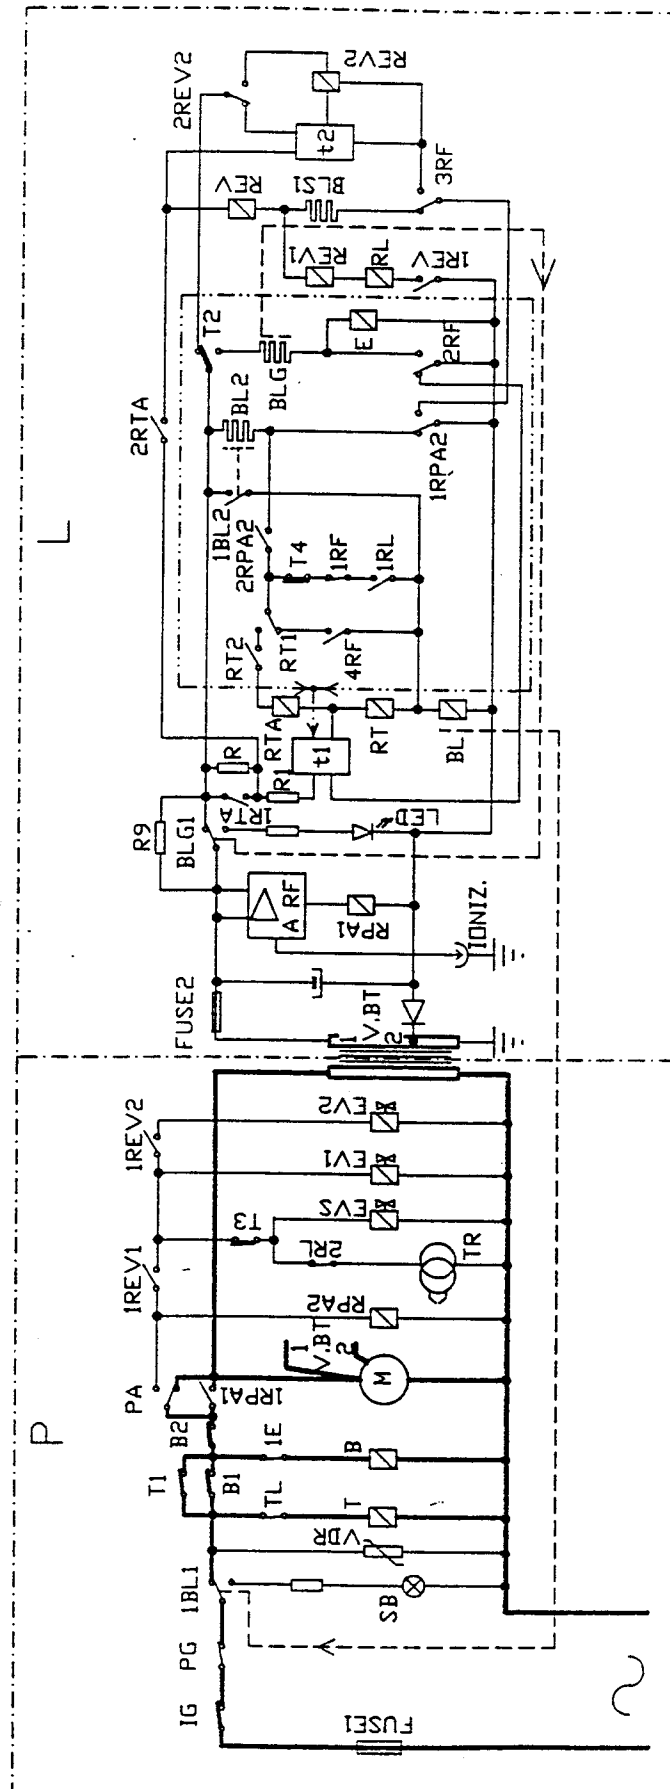 REV2
2REV2
t2
3RF
REV
BLS1
REV1
RL
1REV
T2
E
2RF
BLG
BL2
2RTA
1RPA2
L
1BL2
2RPA2
T4
1RF
1RL
RT2
RT1
4RF
RTA
RT
BL
t1
R
R1
1RTA
LED
R9
BLG1
RF
A
RPA1
IONIZ.
FUSE2
1
V.BT
2
EV2
1REV2
EV1
EVS
T3
2RL
TR
1REV1
RPA2
1
V.BT
2
M
PA
1RPA1
P
B2
1E
B
T1
B1
TL
T
VDR
1BL1
SB
PG
IG
FUSE1